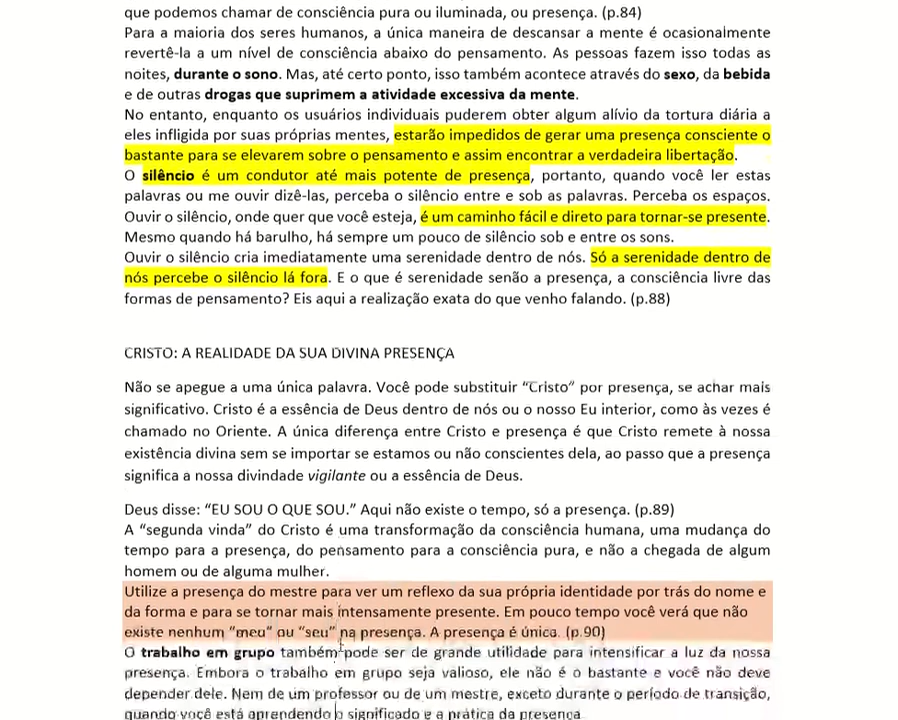 que podemos chamar de consciência pura ou iluminada, ou presença. (p.84)
Para a maioria dos seres humanos, a única maneira de descansar a mente é ocasionalmente
revertê-la a um nível de consciência abaixo do pensamento. As pessoas fazem isso todas as
noites, durante o sono. Mas, até certo ponto, isso também acontece através do sexo, da bebida
e de outras drogas que suprimem a atividade excessiva da mente.
No entanto, enquanto os usuários individuais puderem obter algum alívio da tortura diária a
eles infligida por suas próprias mentes, estarão impedidos de gerar uma presença consciente o
bastante para se elevarem sobre o pensamento e assim encontrar a verdadeira libertação.
O silêncio é um condutor até mais potente de presença, portanto, quando você ler estas
palavras ou me ouvir dizê-las, perceba o silêncio entre e sob as palavras. Perceba os espaços.
Ouvir o silêncio, onde quer que você esteja, é um caminho fácil e direto para tornar-se presente.
Mesmo quando há barulho, há sempre um pouco de silêncio sob e entre os sons.
Ouvir o silêncio cria imediatamente uma serenidade dentro de nós. Só a serenidade dentro de
nós percebe o silêncio lá fora. E o que é serenidade senão a presença, a consciência livre das
formas de pensamento? Eis aqui a realização exata do que venho falando. (p.88)
CRISTO: A REALIDADE DA SUA DIVINA PRESENÇA
Não se apegue a uma única palavra. Você pode substituir “Cristo” por presença, se achar mais
significativo. Cristo é a essência de Deus dentro de nós ou o nosso Eu interior, como às vezes é
chamado no Oriente. A única diferença entre Cristo e presença é que Cristo remete à nossa
existência divina sem se importar se estamos ou não conscientes dela, ao passo que a presença
significa a nossa divindade vigilante ou a essência de Deus.
Deus disse: “EU SOU O QUE SOU.” Aqui não existe o tempo, só a presença. (p.89)
A “segunda vinda” do Cristo é uma transformação da consciência humana, uma mudança do
tempo para a presença, do pensamento para a consciência pura, e não a chegada de algum
homem ou de alguma mulher.
Utilize a presença do mestre para ver um reflexo da sua própria identidade por trás do nome e
da forma e para se tornar mais intensamente presente. Em pouco tempo você verá que não
existe nenhum “meu” ou “seu” na presença. A presença é única. (p.90)
O trabalho em grupo também pode ser de grande utilidade para intensificar a luz da nossa
presença. Embora o trabalho em grupo seja valioso, ele não é o bastante e você não deve
depender dele. Nem de um professor ou de um mestre, exceto durante o período de transição,
quando você está aprendendo o significado e a prática da presença